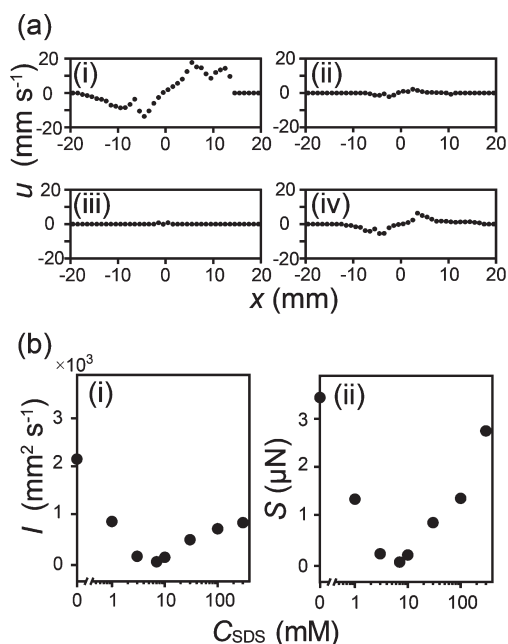 (a)
20 (i) 20 (ii)
0 0
-20 -20
-20 -10 0 10 20 -20 -10 0 10 20
u (mm s⁻¹)
20 (iii) 20 (iv)
0 0
-20 -20
-20 -10 0 10 20 -20 -10 0 10 20
x (mm)
(b)
×10³
(i) (ii)
3 3
2 2
1 1
0 0
I (mm² s⁻¹) S (μN)
0 1 10 100 0 1 10 100
C_SDS (mM)